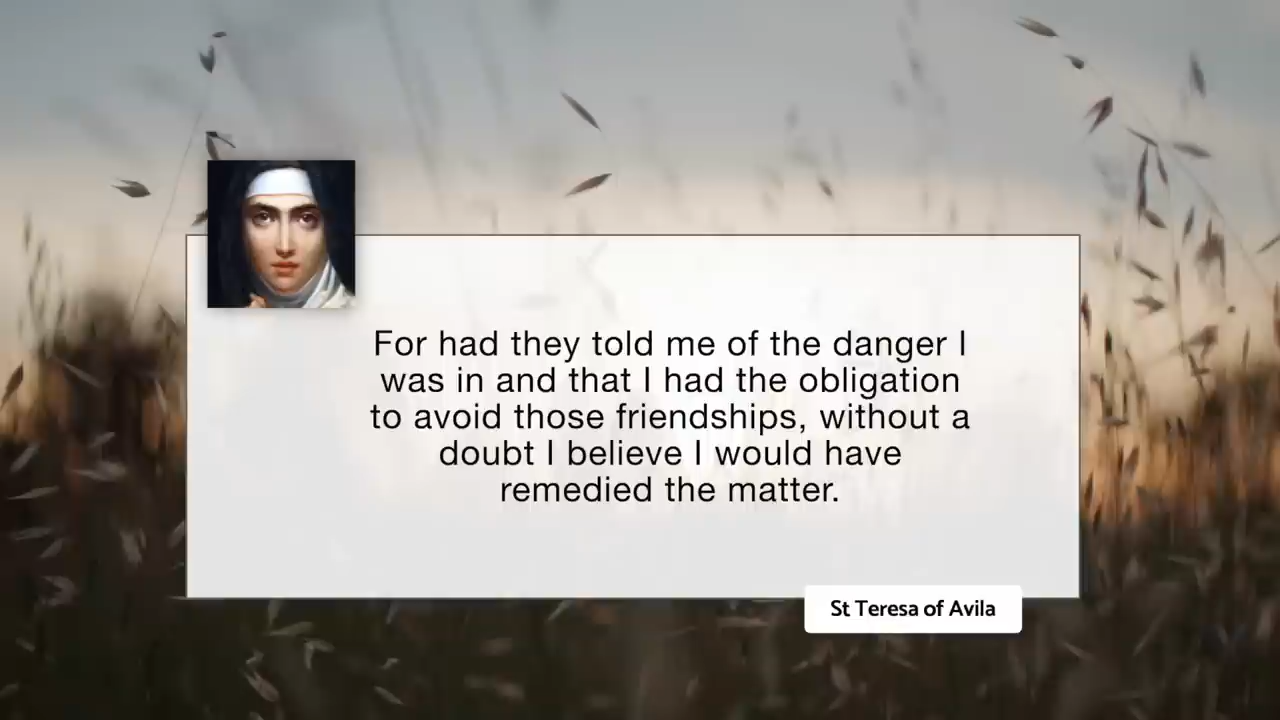 For had they told me of the danger I
was in and that I had the obligation
to avoid those friendships, without a
doubt I believe I would have
remedied the matter.
St Teresa of Avila